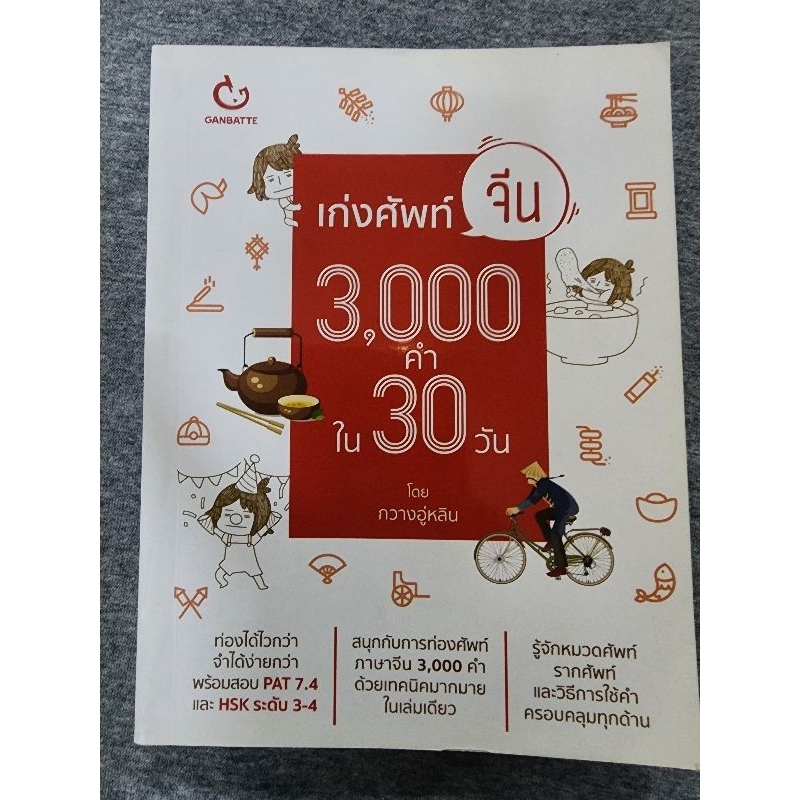 GANBATTE
เก่งศัพท์ จีน
3,000
คำ
ใน 30 วัน
โดย
กวางอู่หลิน
ท่องได้ไวกว่า
จำได้ง่ายกว่า
พร้อมสอบ PAT 7.4
และ HSK ระดับ 3-4
สนุกกับการท่องศัพท์
ภาษาจีน 3,000 คำ
ด้วยเทคนิคมากมาย
ในเล่มเดียว
รู้จักหมวดศัพท์
รากศัพท์
และวิธีการใช้คำ
ครอบคลุมทุกด้าน